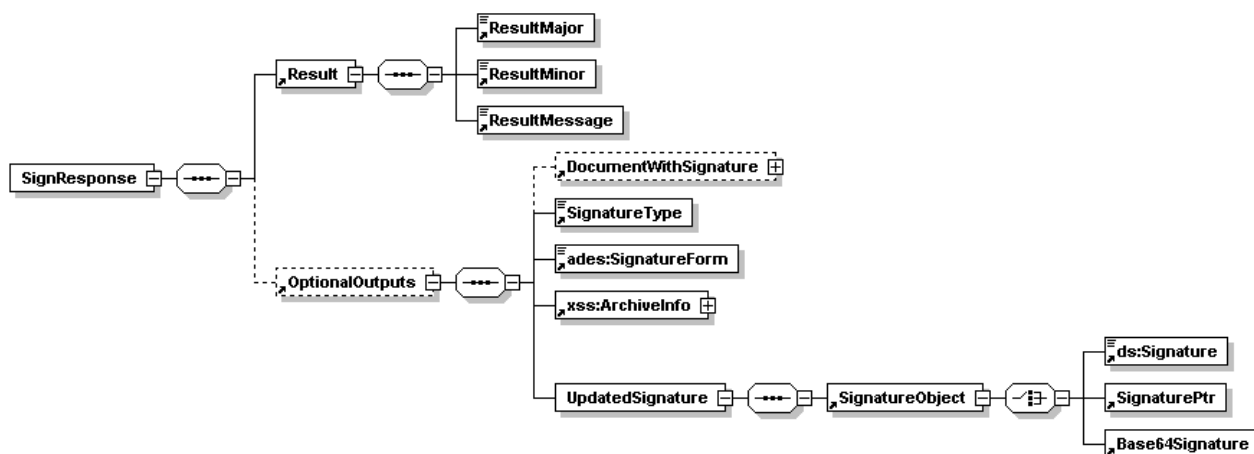 ResultMajor
Result
ResultMinor
ResultMessage
DocumentWithSignature
SignResponse
SignatureType
ades:SignatureForm
OptionalOutputs
xss:ArchiveInfo
ds:Signature
UpdatedSignature
SignatureObject
SignaturePtr
Base64Signature